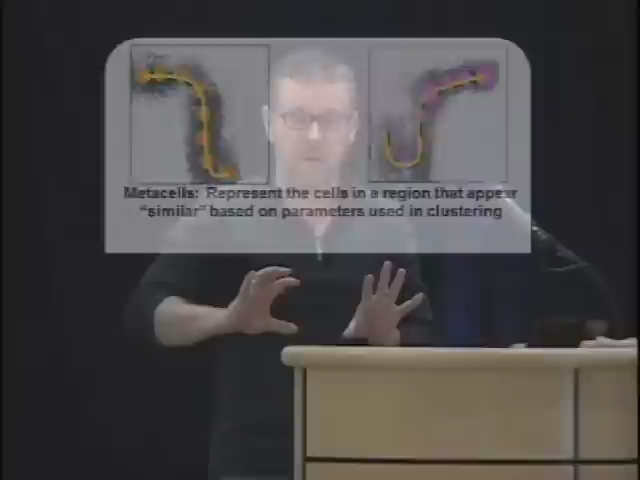 Metacells: Represent the cells in a region that appear
"similar" based on parameters used in clustering